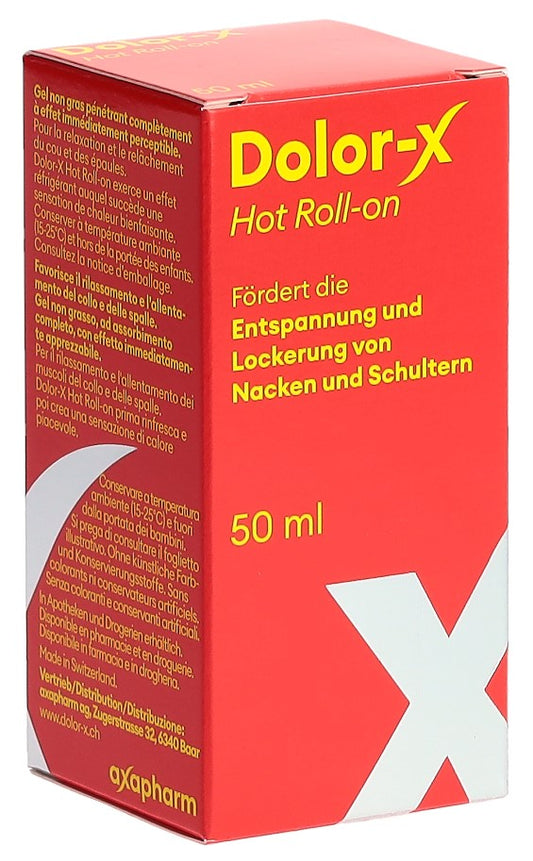 Dolor-X
Hot Roll-on
50 ml
Dolor-X
Hot Roll-on
Fördert die
Entspannung und
Lockerung von
Nacken und Schultern
50 ml
X
Gel non gras pénétrant complètement
à effet immédiatement perceptible.
Pour la relaxation et le relâchement
du cou et des épaules.
Dolor-X Hot Roll-on exerce un effet
réfrigérant auquel succède une
sensation de chaleur bienfaisante.
Conserver à température ambiante
(15-25°C) et hors de la portée des enfants.
Consultez la notice d'emballage.
Favorisce il rilassamento e l'allenta-
mento del collo e delle spalle.
Gel non grasso, ad assorbimento
completo, con effetto immediatamen-
te apprezzabile.
Per il rilassamento e l'allentamento dei
muscoli del collo e delle spalle.
Dolor-X Hot Roll-on prima rinfresca e
poi crea una sensazione di calore
piacevole.
Conservare a temperatura
ambiente (15-25°C) e fuori
dalla portata dei bambini.
Si prega di consultare il foglietto
illustrativo. Ohne künstliche Farb-
und Konservierungsstoffe. Sans
colorants ni conservateurs artificiels.
Senza coloranti e conservanti artificiali.
In Apotheken und Drogerien erhältlich.
Disponible en pharmacie et en droguerie.
Disponibile in farmacia e in drogheria.
Made in Switzerland.
Vertrieb/Distribution/Distribuzione:
axapharm ag, Zugerstrasse 32, 6340 Baar
www.dolor-x.ch
axapharm